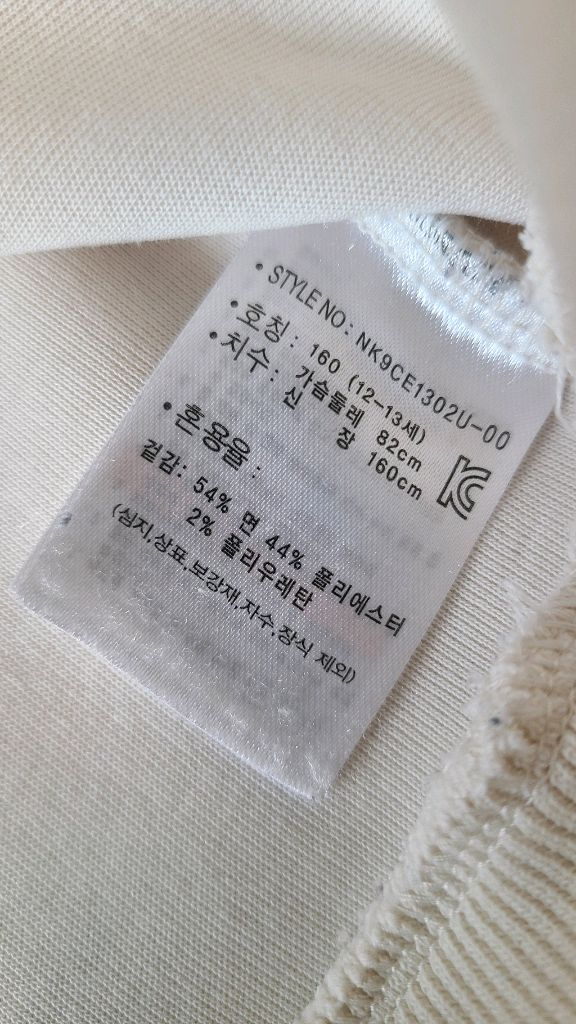 • STYLE NO: NK9CE1302U-00
• 호칭: 160 (12-13세)
• 치수: 가슴둘레 82cm
신 장 160cm
KC
• 혼용율:
겉감: 54% 면 44% 폴리에스터
2% 폴리우레탄
(심지,상표,보강재,자수,장식 제외)